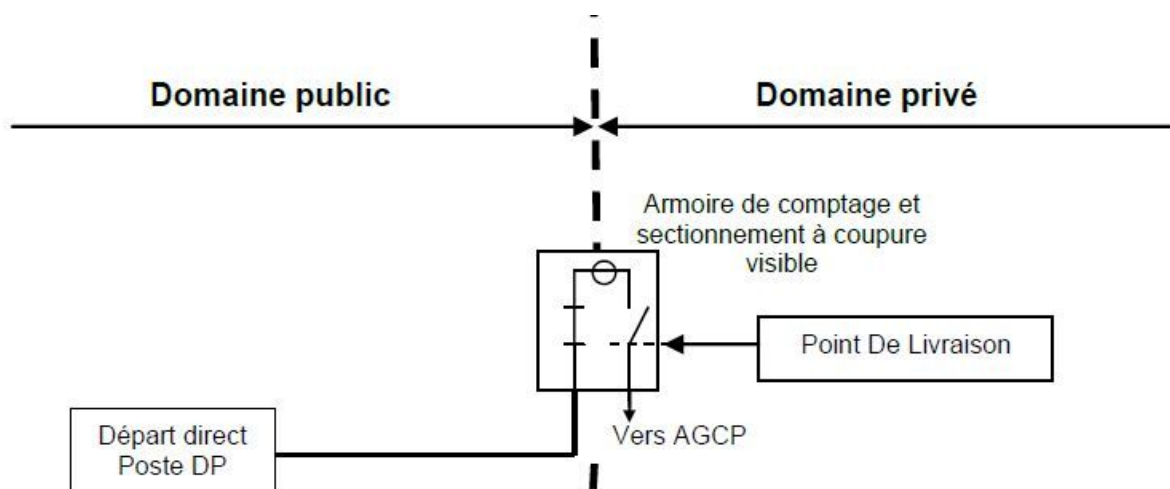 Domaine public
Domaine privé
Armoire de comptage et
sectionnement à coupure
visible
Point De Livraison
Départ direct
Poste DP
Vers AGCP